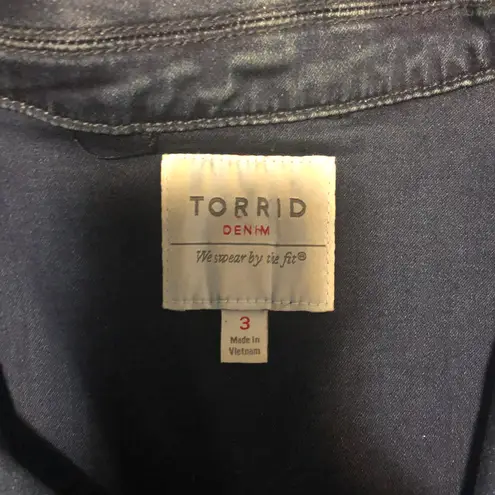 TORRID
DENIM
We swear by the fit®
3
Made in
Vietnam